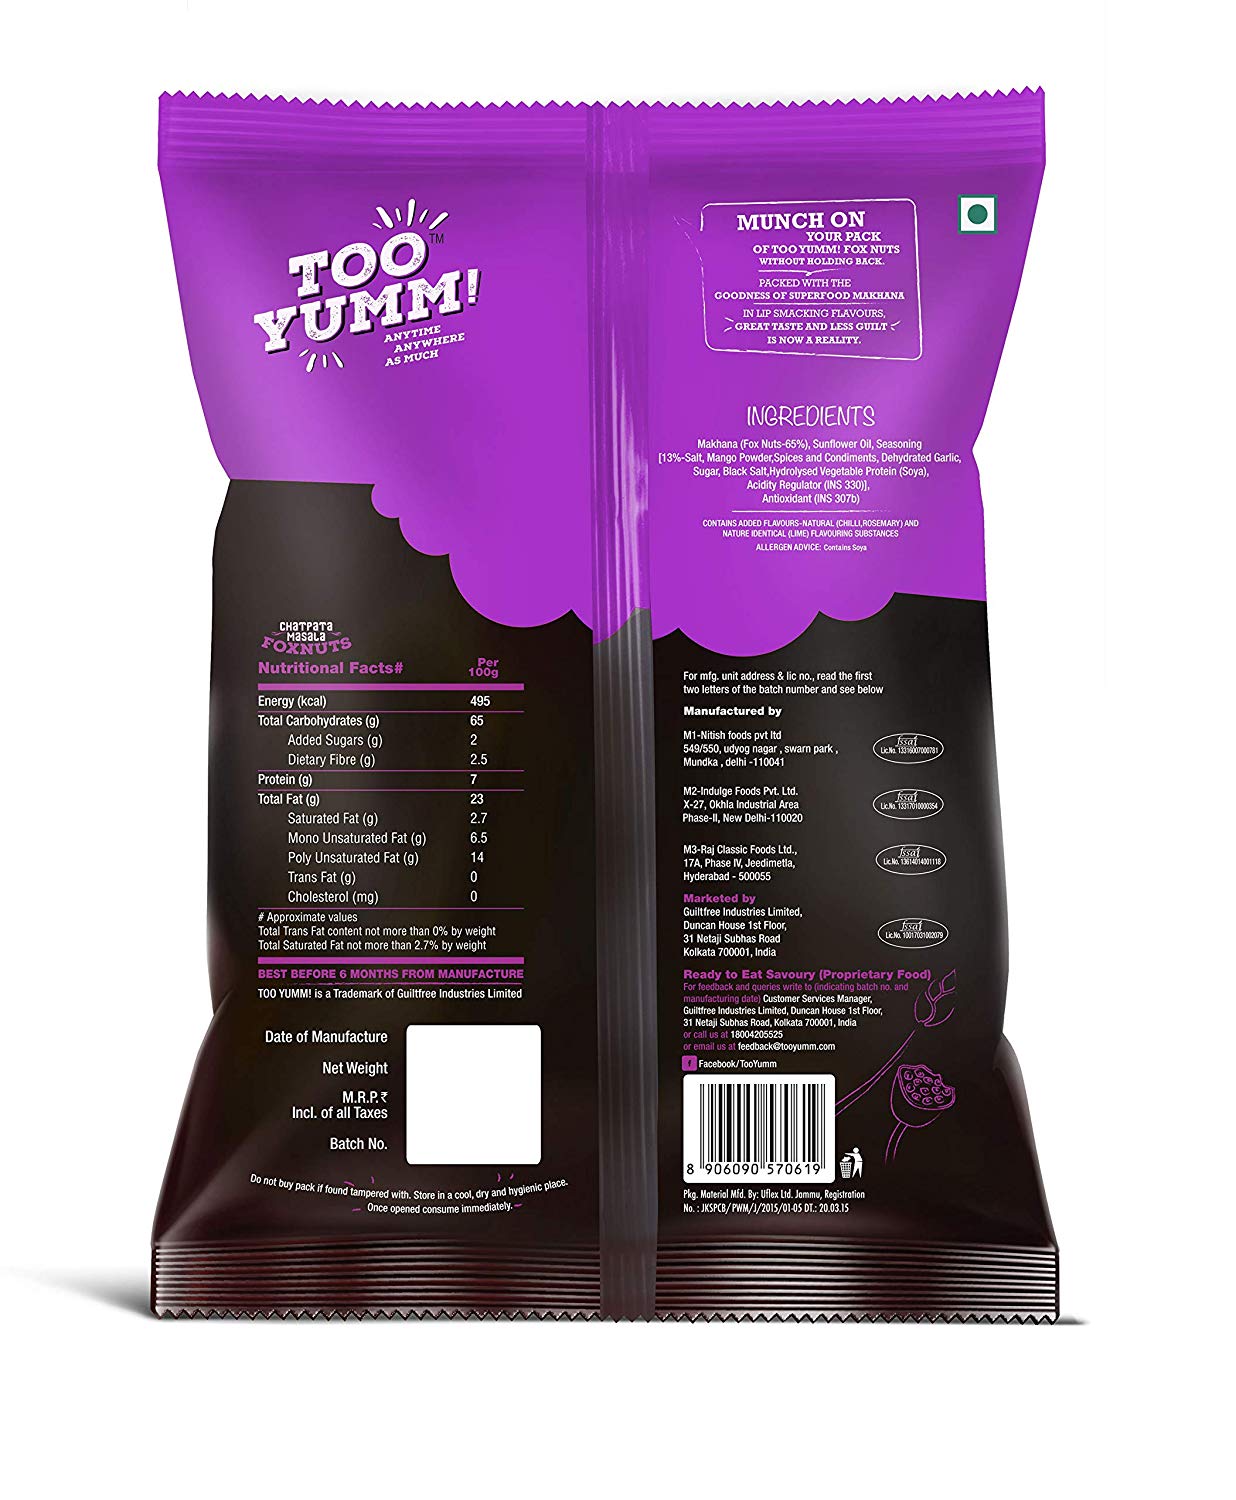 TOO
YUMM!
TM
ANYTIME
ANYWHERE
AS MUCH
MUNCH ON
YOUR PACK
OF TOO YUMM! FOX NUTS
WITHOUT HOLDING BACK.
PACKED WITH THE
GOODNESS OF SUPERFOOD MAKHANA
IN LIP SMACKING FLAVOURS,
GREAT TASTE AND LESS GUILT
IS NOW A REALITY.
INGREDIENTS
Makhana (Fox Nuts-65%), Sunflower Oil, Seasoning
[13%-Salt, Mango Powder,Spices and Condiments, Dehydrated Garlic,
Sugar, Black Salt,Hydrolysed Vegetable Protein (Soya),
Acidity Regulator (INS 330)],
Antioxidant (INS 307b)
CONTAINS ADDED FLAVOURS-NATURAL (CHILLI,ROSEMARY) AND
NATURE IDENTICAL (LIME) FLAVOURING SUBSTANCES
ALLERGEN ADVICE: Contains Soya
CHATPATA
MASALA
FOXNUTS
Nutritional Facts# Per 100g
Energy (kcal) 495
Total Carbohydrates (g) 65
Added Sugars (g) 2
Dietary Fibre (g) 2.5
Protein (g) 7
Total Fat (g) 23
Saturated Fat (g) 2.7
Mono Unsaturated Fat (g) 6.5
Poly Unsaturated Fat (g) 14
Trans Fat (g) 0
Cholesterol (mg) 0
# Approximate values
Total Trans Fat content not more than 0% by weight
Total Saturated Fat not more than 2.7% by weight
BEST BEFORE 6 MONTHS FROM MANUFACTURE
TOO YUMM! is a Trademark of Guiltfree Industries Limited
Date of Manufacture
Net Weight
M.R.P.₹
Incl. of all Taxes
Batch No.
Do not buy pack if found tampered with. Store in a cool, dry and hygienic place.
Once opened consume immediately.
For mfg. unit address & lic no., read the first
two letters of the batch number and see below
Manufactured by
M1-Nitish foods pvt ltd
549/550, udyog nagar , swarn park ,
Mundka , delhi -110041
fssai
Lic.No. 13316007000781
M2-Indulge Foods Pvt. Ltd.
X-27, Okhla Industrial Area
Phase-II, New Delhi-110020
fssai
Lic.No. 13317010000354
M3-Raj Classic Foods Ltd.,
17A, Phase IV, Jeedimetla,
Hyderabad - 500055
fssai
Lic.No. 13614014001118
Marketed by
Guiltfree Industries Limited,
Duncan House 1st Floor,
31 Netaji Subhas Road
Kolkata 700001, India
fssai
Lic.No. 10017031002079
Ready to Eat Savoury (Proprietary Food)
For feedback and queries write to (indicating batch no. and
manufacturing date) Customer Services Manager,
Guiltfree Industries Limited, Duncan House 1st Floor,
31 Netaji Subhas Road, Kolkata 700001, India
or call us at 18004205525
or email us at feedback@tooyumm.com
f Facebook/TooYumm
8 906090 570619
Pkg. Material Mfd. By: Uflex Ltd. Jammu, Registration
No. : JKSPCB/PWM/J/2015/01-05 DT.: 20.03.15